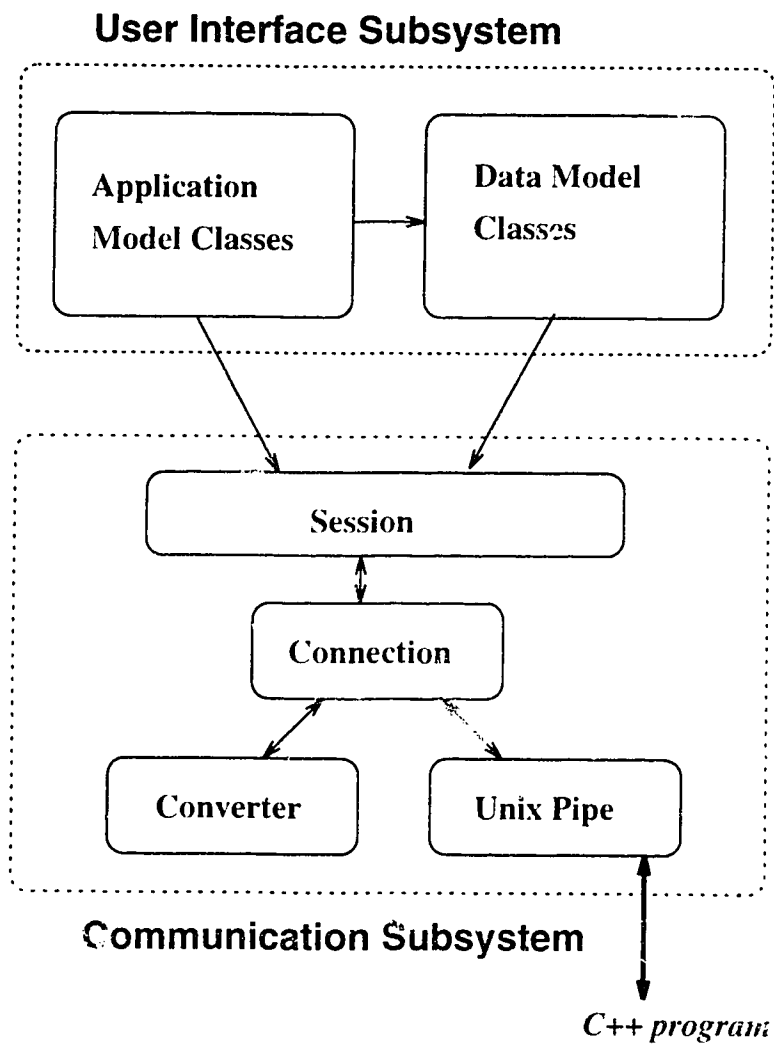 User Interface Subsystem
Application
Model Classes
Data Model
Classes
Session
Connection
Converter
Unix Pipe
Communication Subsystem
C++ program